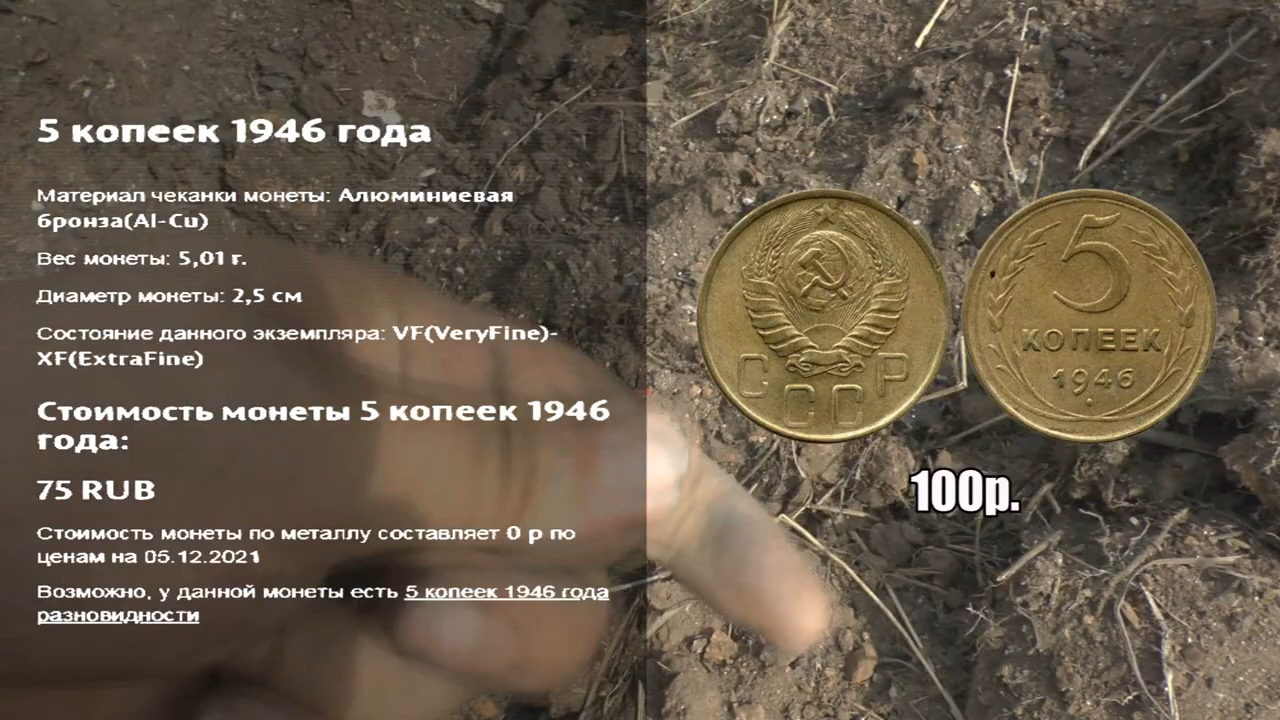 5 копеек 1946 года
Материал чеканки монеты: Алюминиевая
бронза(Al-Cu)
Вес монеты: 5,01 г.
Диаметр монеты: 2,5 см
Состояние данного экземпляра: VF(VeryFine)-
XF(ExtraFine)
Стоимость монеты 5 копеек 1946
года:
75 RUB
Стоимость монеты по металлу составляет 0 р по
ценам на 05.12.2021
Возможно, у данной монеты есть 5 копеек 1946 года
разновидности
С СС Р
5
КОПЕЕК
1946
100р.